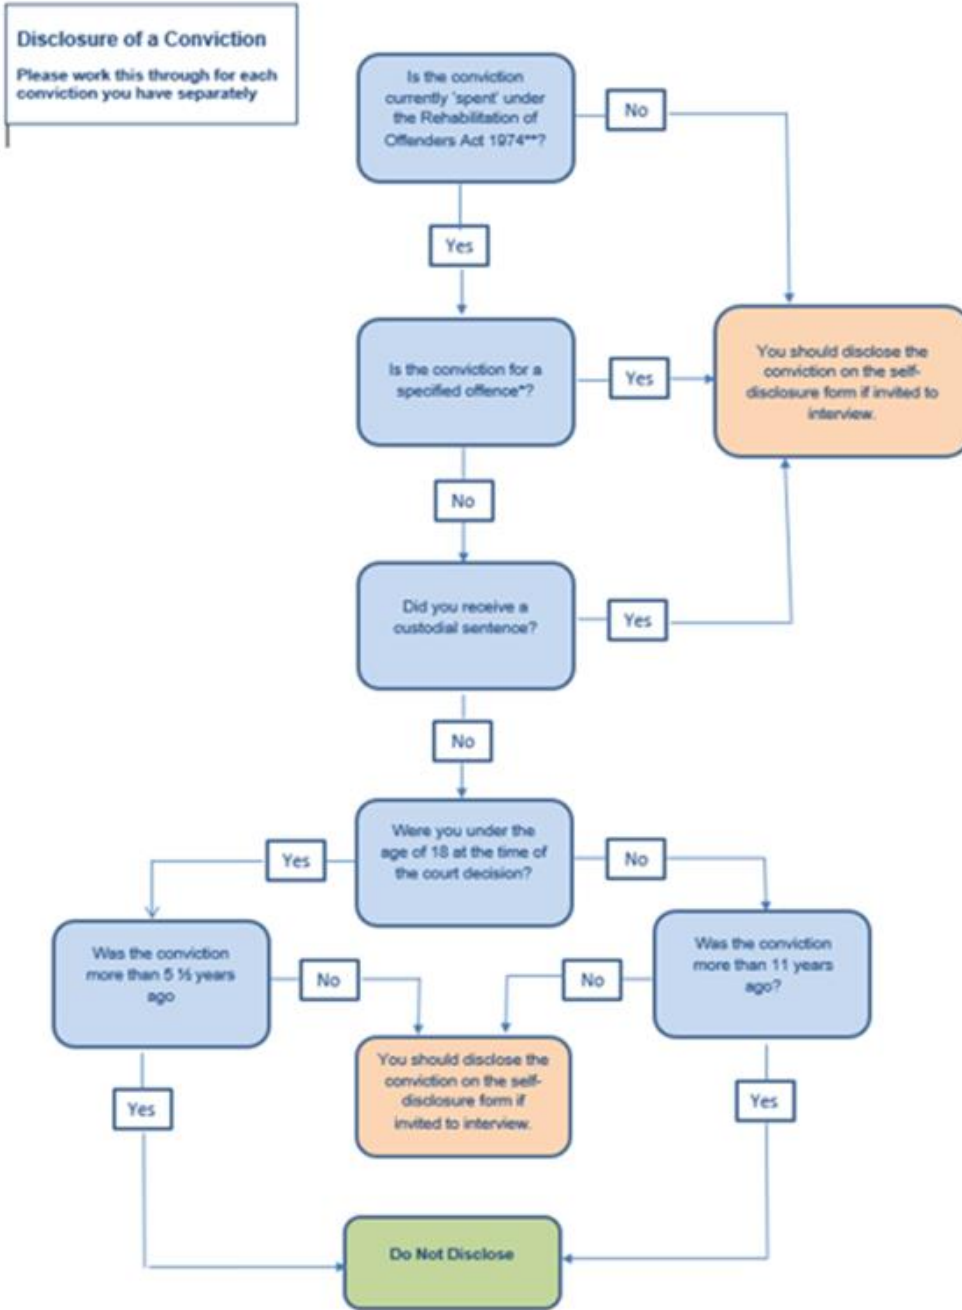 Disclosure of a Conviction
Please work this through for each
conviction you have separately
Is the conviction
currently 'spent' under
the Rehabilitation of
Offenders Act 1974**?
No
Yes
Is the conviction for a
specified offence*?
Yes
You should disclose the
conviction on the self-
disclosure form if invited to
interview.
No
Did you receive a
custodial sentence?
Yes
No
Were you under the
age of 18 at the time of
the court decision?
Yes
No
Was the conviction
more than 5 ½ years
ago
No
No
Was the conviction
more than 11 years
ago?
You should disclose the
conviction on the self-
disclosure form if
invited to interview.
Yes
Yes
Do Not Disclose